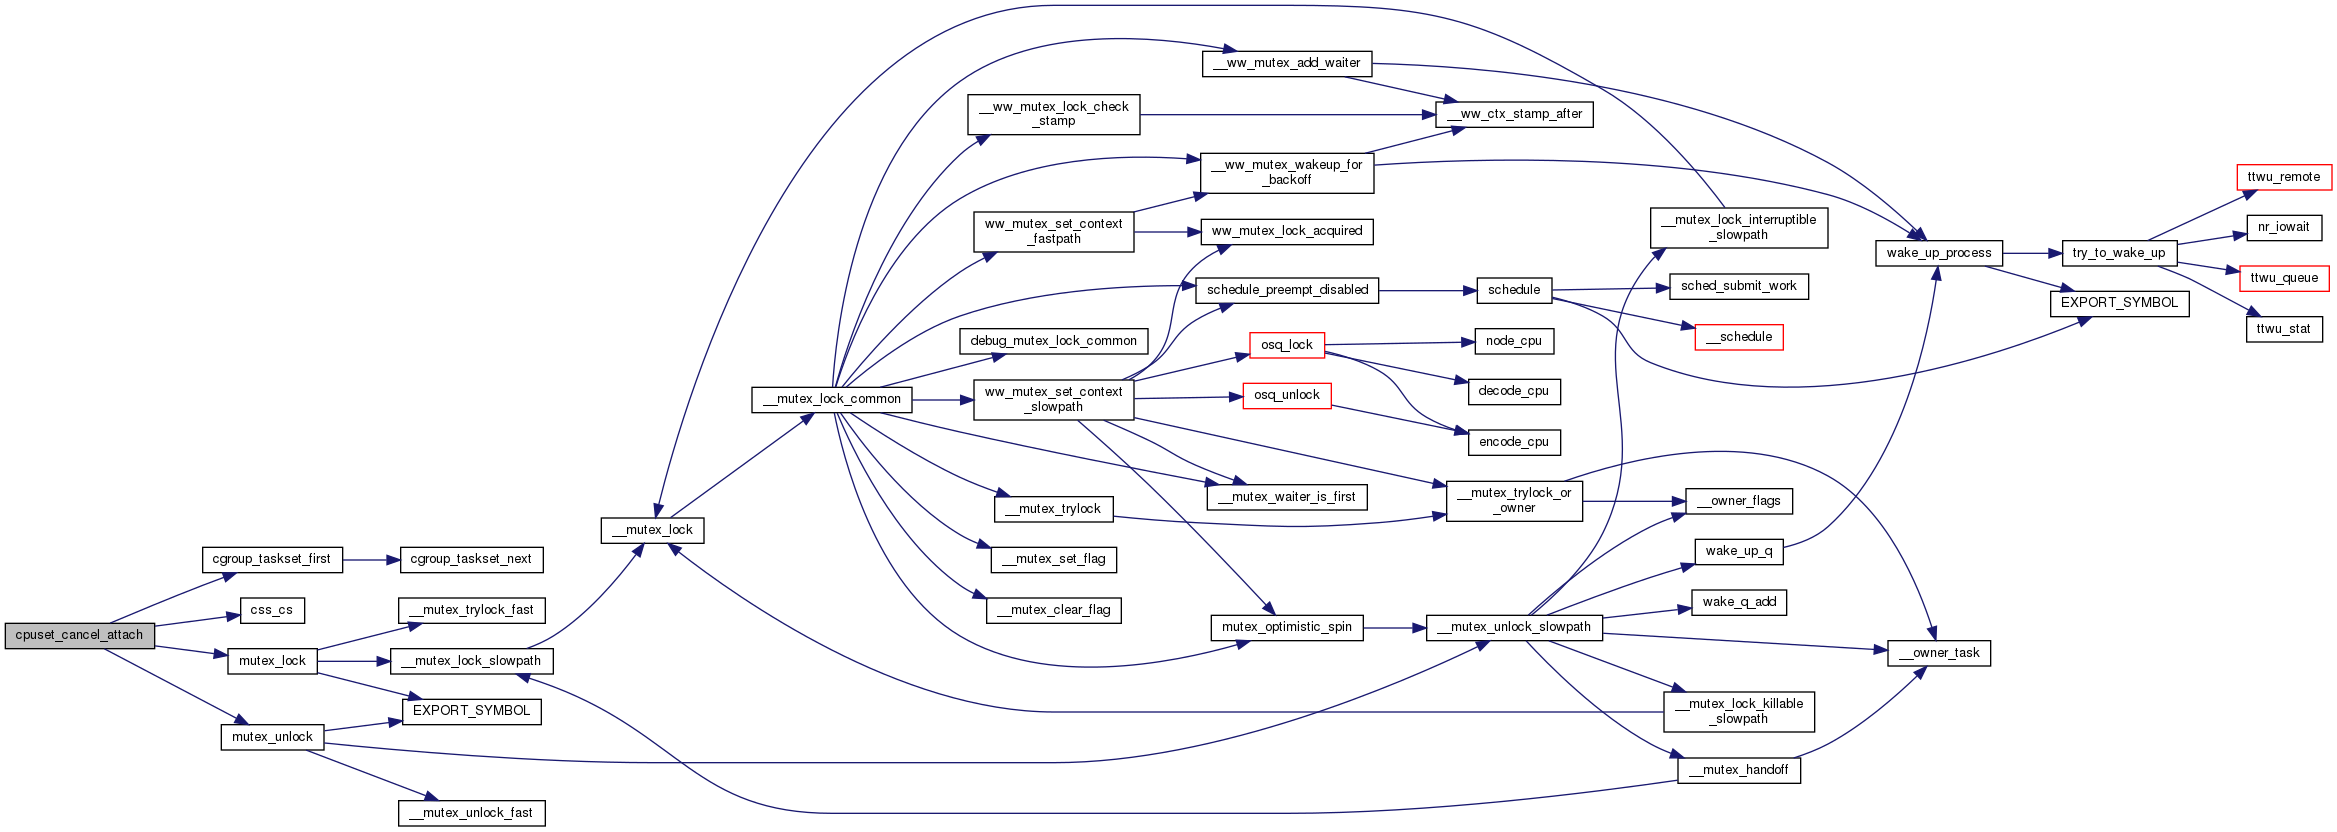 cpuset_cancel_attach
cgroup_taskset_first
css_cs
mutex_lock
mutex_unlock
cgroup_taskset_next
__mutex_trylock_fast
__mutex_lock_slowpath
EXPORT_SYMBOL
__mutex_unlock_fast
__mutex_lock
__mutex_lock_common
__ww_mutex_lock_check
_stamp
ww_mutex_set_context
_fastpath
debug_mutex_lock_common
ww_mutex_set_context
_slowpath
__mutex_trylock
__mutex_set_flag
__mutex_clear_flag
__ww_mutex_add_waiter
__ww_mutex_wakeup_for
_backoff
ww_mutex_lock_acquired
schedule_preempt_disabled
osq_lock
osq_unlock
__mutex_waiter_is_first
mutex_optimistic_spin
__ww_ctx_stamp_after
schedule
node_cpu
decode_cpu
encode_cpu
__mutex_trylock_or
_owner
__mutex_unlock_slowpath
__mutex_lock_interruptible
_slowpath
sched_submit_work
__schedule
__owner_flags
wake_up_q
wake_q_add
__mutex_lock_killable
_slowpath
__mutex_handoff
wake_up_process
__owner_task
try_to_wake_up
EXPORT_SYMBOL
ttwu_remote
nr_iowait
ttwu_queue
ttwu_stat